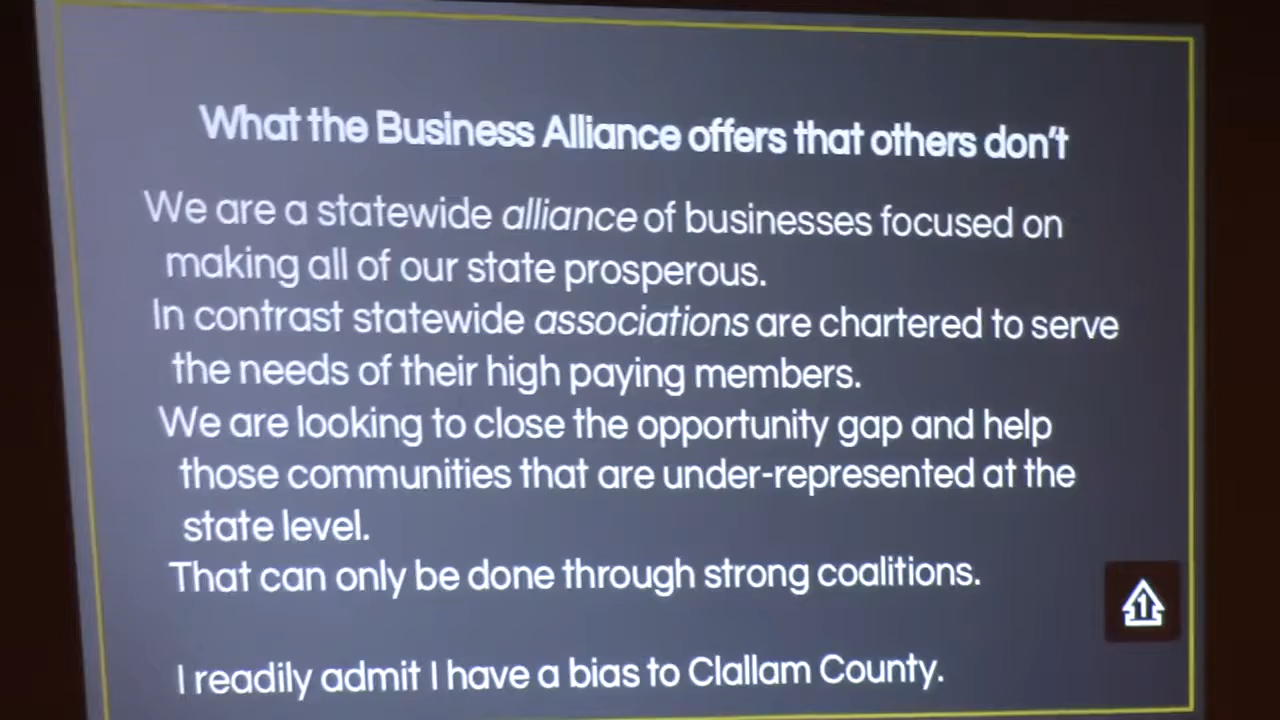 What the Business Alliance offers that others don't
We are a statewide alliance of businesses focused on
making all of our state prosperous.
In contrast statewide associations are chartered to serve
the needs of their high paying members.
We are looking to close the opportunity gap and help
those communities that are under-represented at the
state level.
That can only be done through strong coalitions.
1
I readily admit I have a bias to Clallam County.